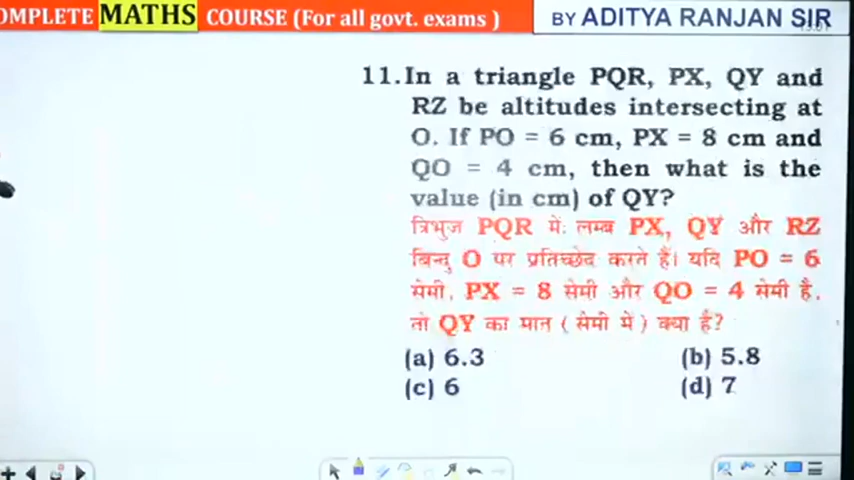 OMPLETE MATHS COURSE (For all govt. exams )
BY ADITYA RANJAN SIR
11.In a triangle PQR, PX, QY and
RZ be altitudes intersecting at
O. If PO = 6 cm, PX = 8 cm and
QO = 4 cm, then what is the
value (in cm) of QY?
त्रिभुज PQR में: लम्ब PX, QY और RZ
बिन्दु O पर प्रतिच्छेद करते हैं। यदि PO = 6
सेमी, PX = 8 सेमी और QO = 4 सेमी है,
तो QY का मान ( सेमी में ) क्या है?
(a) 6.3 (b) 5.8
(c) 6 (d) 7